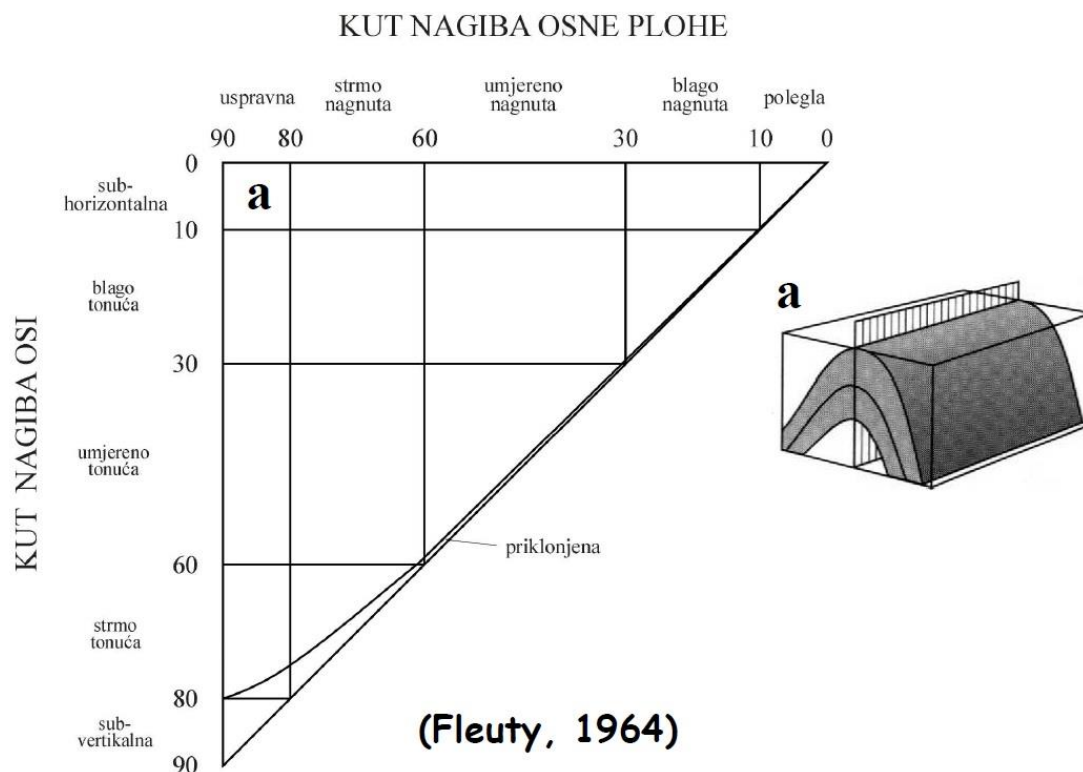 KUT NAGIBA OSNE PLOHE
uspravna
strmo
nagnuta
umjereno
nagnuta
blago
nagnuta
polegla
90 80 60 30 10 0
KUT NAGIBA OSI
0
sub-
horizontalna
10
blago
tonuća
30
umjereno
tonuća
60
strmo
tonuća
80
sub-
vertikalna
90
a
a
priklonjena
(Fleuty, 1964)